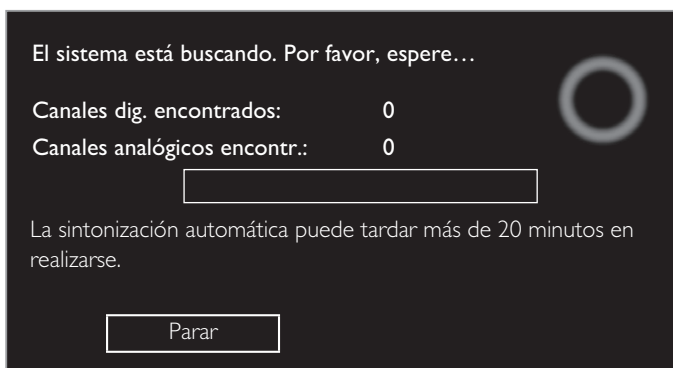 El sistema está buscando. Por favor, espere…
Canales dig. encontrados: 0
Canales analógicos encontr.: 0
La sintonización automática puede tardar más de 20 minutos en
realizarse.
Parar